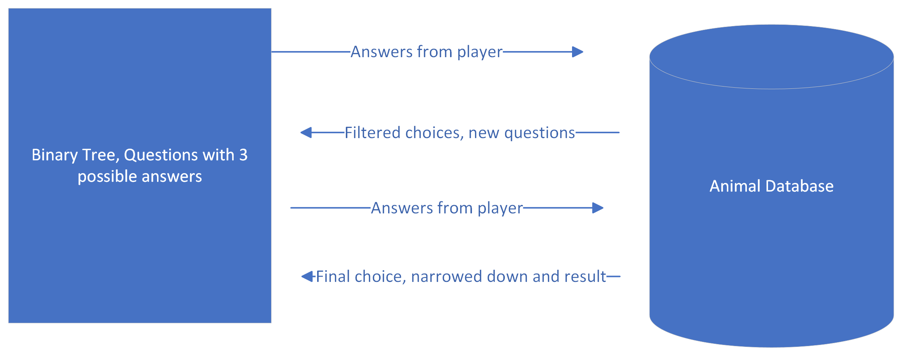 Answers from player
Filtered choices, new questions
Binary Tree, Questions with 3
possible answers
Animal Database
Answers from player
Final choice, narrowed down and result